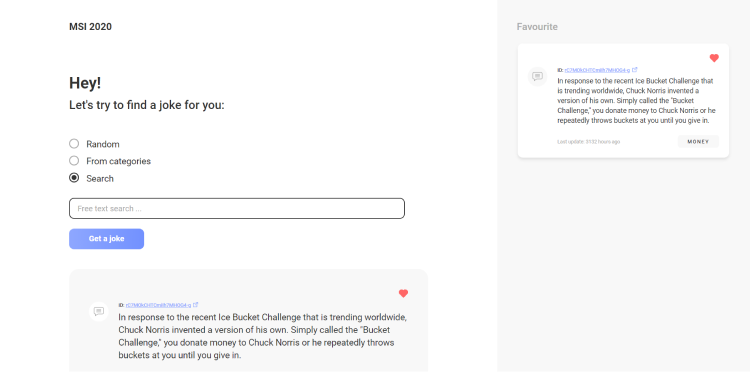 MSI 2020
Hey!
Let's try to find a joke for you:
Random
From categories
Search
Free text search ...
Get a joke
ID:
In response to the recent Ice Bucket Challenge that is trending worldwide,
Chuck Norris invented a version of his own. Simply called the "Bucket
Challenge," you donate money to Chuck Norris or he repeatedly throws
buckets at you until you give in.
Favourite
ID:
In response to the recent Ice Bucket Challenge that
is trending worldwide, Chuck Norris invented a
version of his own. Simply called the "Bucket
Challenge," you donate money to Chuck Norris or he
repeatedly throws buckets at you until you give in.
Last update: 3132 hours ago
MONEY